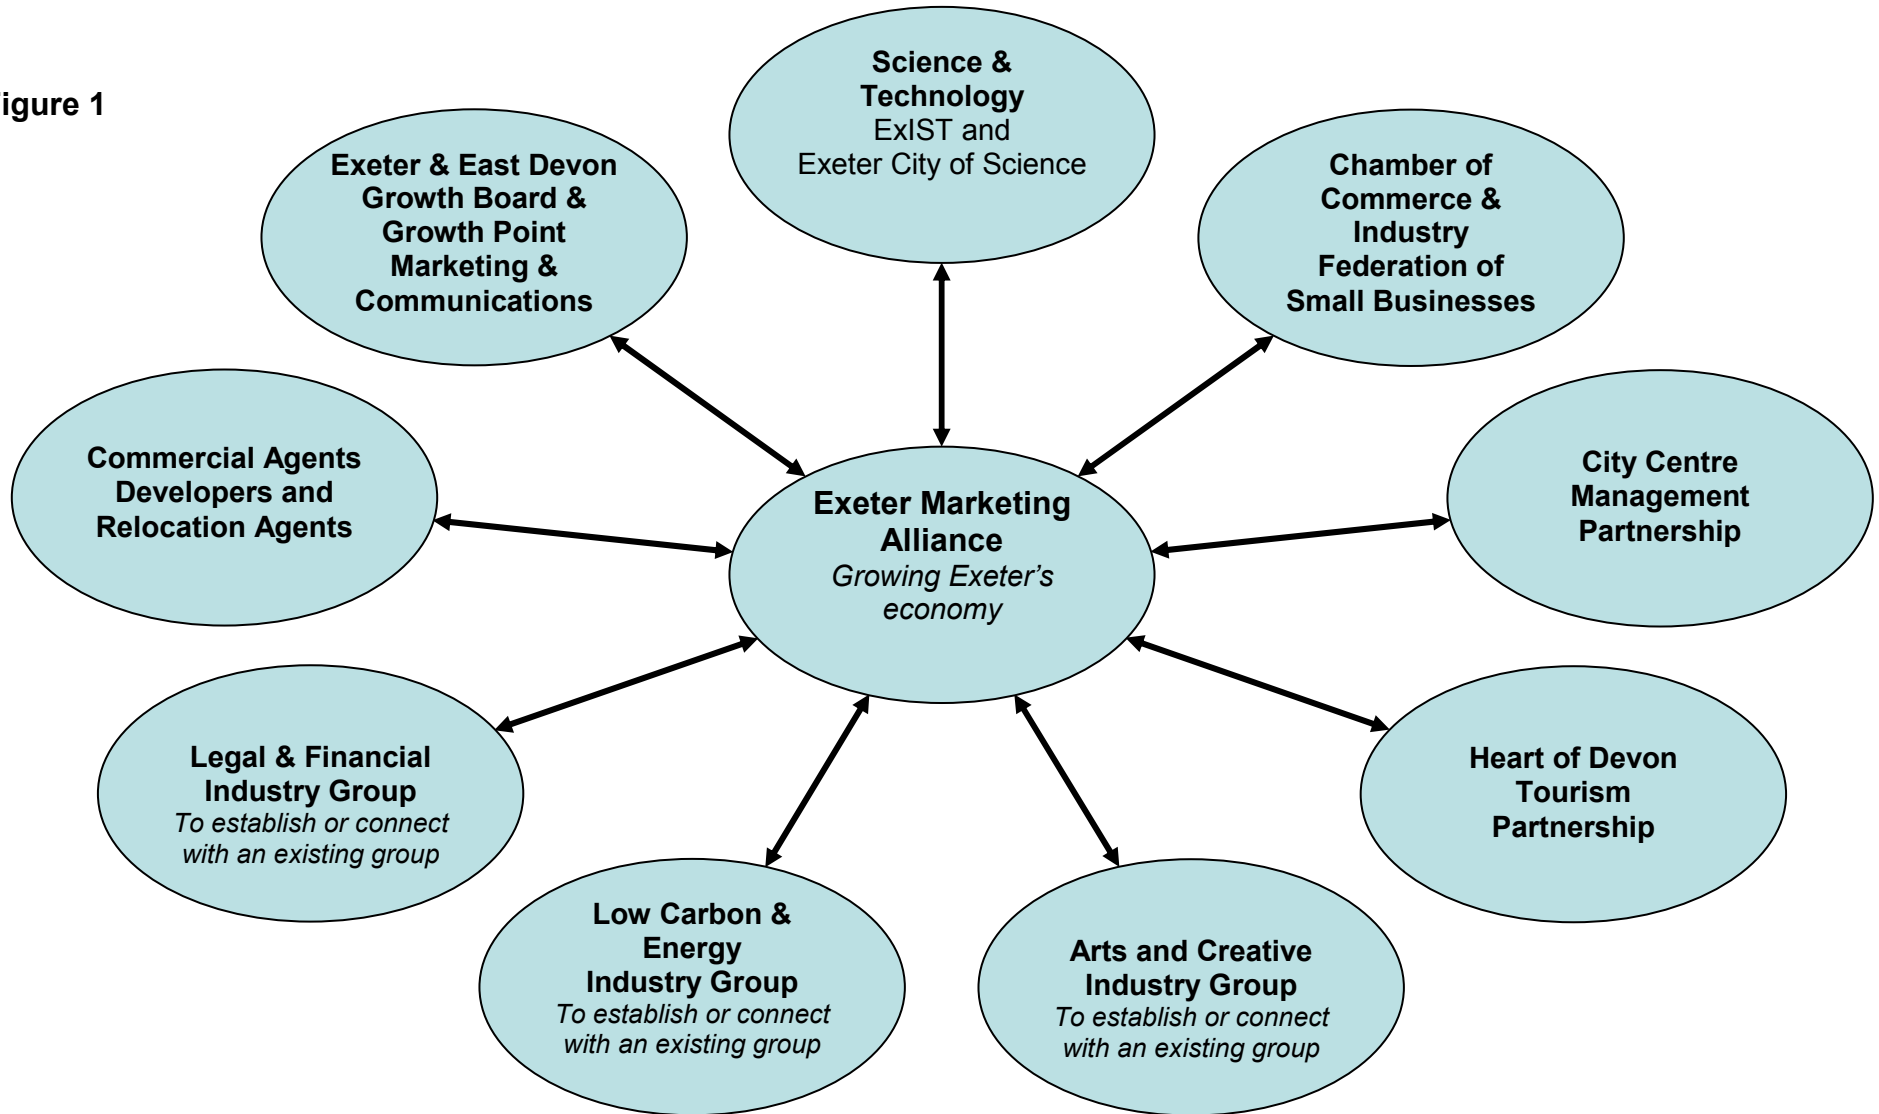 igure 1
Science &
Technology
ExIST and
Exeter City of Science
Exeter & East Devon
Growth Board &
Growth Point
Marketing &
Communications
Chamber of
Commerce &
Industry
Federation of
Small Businesses
Commercial Agents
Developers and
Relocation Agents
City Centre
Management
Partnership
Exeter Marketing
Alliance
Growing Exeter’s
economy
Legal & Financial
Industry Group
To establish or connect
with an existing group
Heart of Devon
Tourism
Partnership
Low Carbon &
Energy
Industry Group
To establish or connect
with an existing group
Arts and Creative
Industry Group
To establish or connect
with an existing group